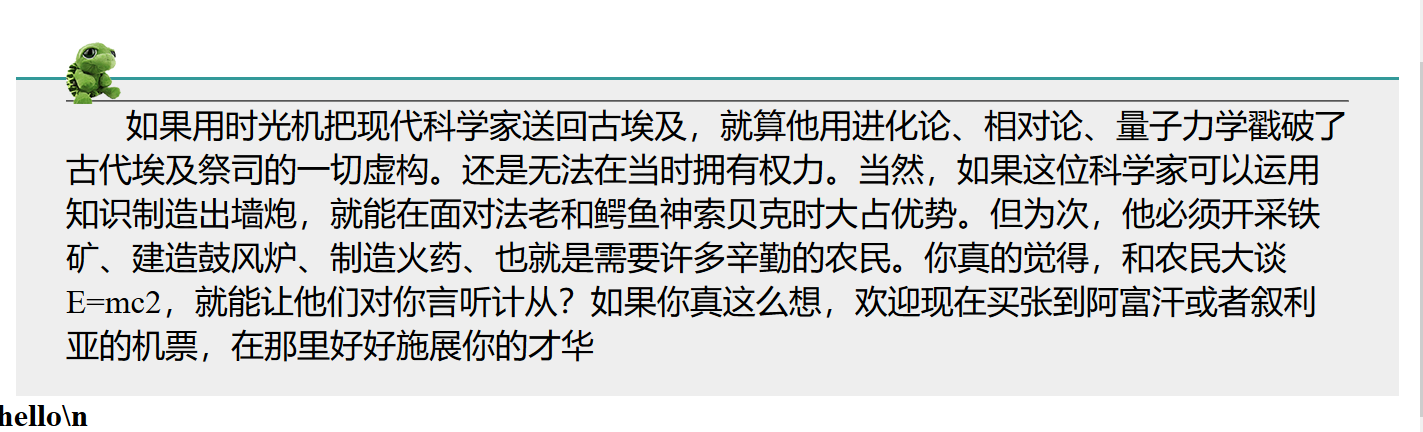 如果用时光机把现代科学家送回古埃及，就算他用进化论、相对论、量子力学戳破了
古代埃及祭司的一切虚构。还是无法在当时拥有权力。当然，如果这位科学家可以运用
知识制造出墙炮，就能在面对法老和鳄鱼神索贝克时大占优势。但为次，他必须开采铁
矿、建造鼓风炉、制造火药、也就是需要许多辛勤的农民。你真的觉得，和农民大谈
E=mc2，就能让他们对你言听计从？如果你真这么想，欢迎现在买张到阿富汗或者叙利
亚的机票，在那里好好施展你的才华
hello\n